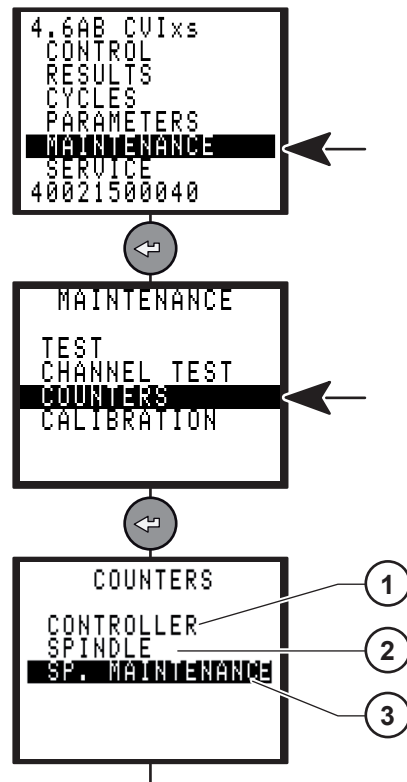 4.6AB CVIxs
CONTROL
RESULTS
CYCLES
PARAMETERS
MAINTENANCE
SERVICE
40021500040
MAINTENANCE
TEST
CHANNEL TEST
COUNTERS
CALIBRATION
COUNTERS
CONTROLLER
SPINDLE
SP. MAINTENANCE
1
2
3